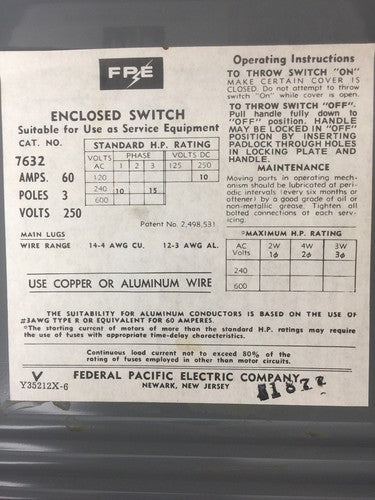 FPE
ENCLOSED SWITCH
Suitable for Use as Service Equipment
CAT. NO.
7632
AMPS. 60
POLES 3
VOLTS 250
STANDARD H.P. RATING
VOLTS AC PHASE VOLTS DC
1 2 3 125 250
120 10
240 10 15
600
Patent No. 2,498,531
MAIN LUGS
WIRE RANGE 14-4 AWG CU. 12-3 AWG AL.
USE COPPER OR ALUMINUM WIRE
Operating Instructions
TO THROW SWITCH "ON"
MAKE CERTAIN COVER IS
CLOSED. Do not attempt to throw
switch "On" while cover is open.
TO THROW SWITCH "OFF".
Pull handle fully down to
"OFF" position. HANDLE
MAY BE LOCKED IN "OFF"
POSITION BY INSERTING
PADLOCK THROUGH HOLES
IN LOCKING PLATE AND
HANDLE.
MAINTENANCE
Moving parts in operating mech-
anism should be lubricated at peri-
odic intervals (every six months or
oftener) by a good grade of oil or
non-metallic grease. Tighten all
bolted connections at each serv-
icing.
*MAXIMUM H.P. RATING
AC Volts 2W 1ø 4W 2ø 3W 3ø
240
600
THE SUITABILITY FOR ALUMINUM CONDUCTORS IS BASED ON THE USE OF
#3AWG TYPE R OR EQUIVALENT FOR 60 AMPERES.
*The starting current of motors of more than the standard H.P. ratings may require
the use of fuses with appropriate time-delay characteristics.
Continuous load current not to exceed 80% of the
rating of fuses employed in other than motor circuits.
Y35212X-6
FEDERAL PACIFIC ELECTRIC COMPANY
NEWARK, NEW JERSEY